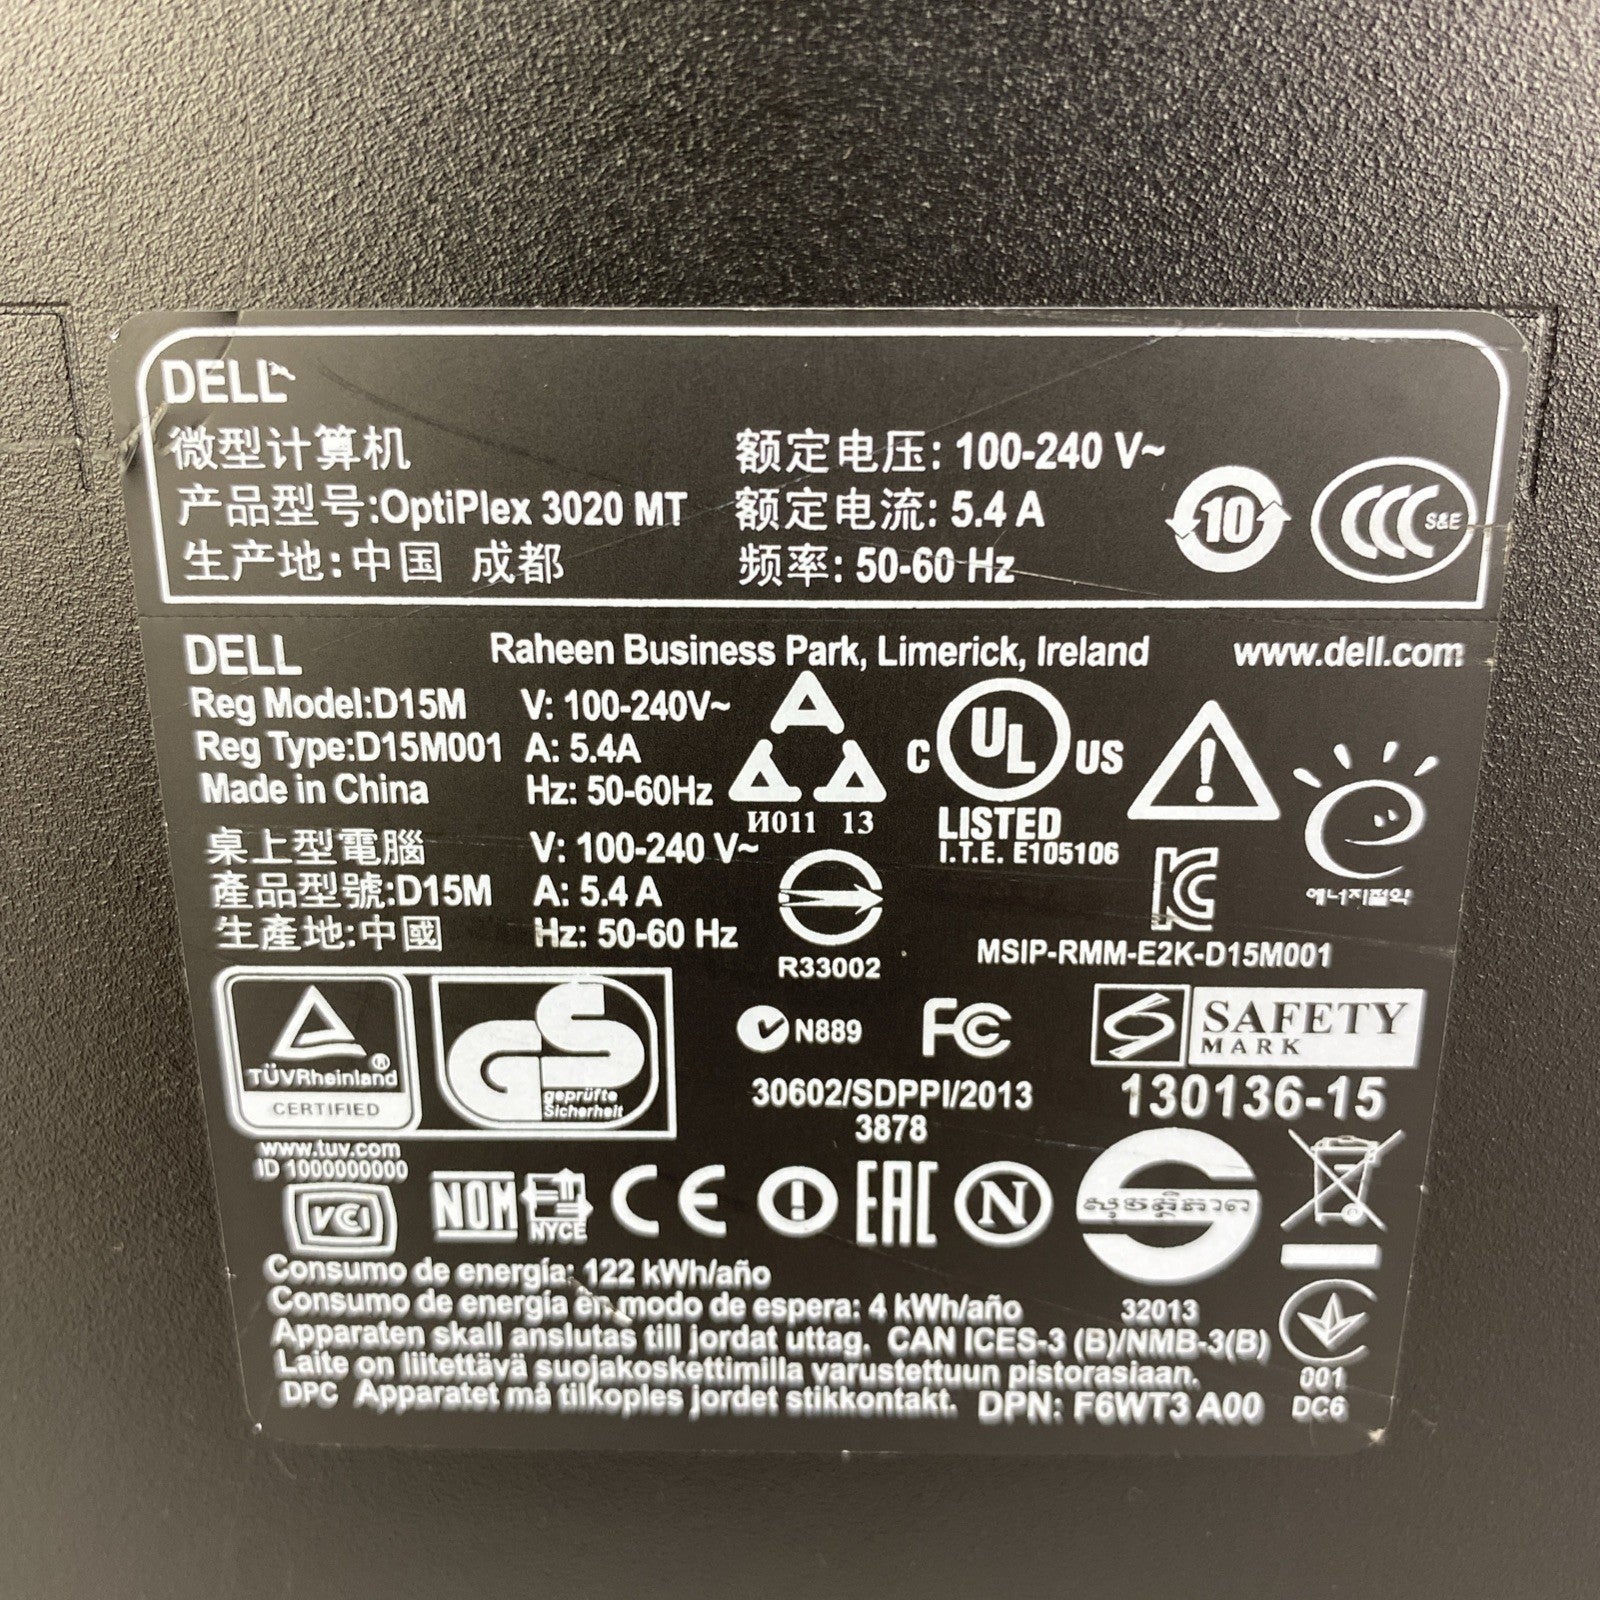 DELL
微型计算机
产品型号:OptiPlex 3020 MT
生产地:中国 成都
额定电压: 100-240 V~
额定电流: 5.4 A
频率: 50-60 Hz
10
CCC S&E
DELL
Raheen Business Park, Limerick, Ireland
www.dell.com
Reg Model:D15M
Reg Type:D15M001
Made in China
V: 100-240V~
A: 5.4A
Hz: 50-60Hz
И011 13
C UL US
LISTED
I.T.E. E105106
에너지절약
桌上型電腦
產品型號:D15M
生產地:中國
V: 100-240 V~
A: 5.4 A
Hz: 50-60 Hz
R33002
MSIP-RMM-E2K-D15M001
TÜVRheinland ®
CERTIFIED
GS
geprüfte
Sicherheit
www.tuv.com
ID 1000000000
N889
FC
30602/SDPPI/2013
3878
SAFETY
MARK
130136-15
VCI
NOM
NYCE
CE
EAC
N
32013
Consumo de energía: 122 kWh/año
Consumo de energía en modo de espera: 4 kWh/año
Apparaten skall anslutas till jordat uttag. CAN ICES-3 (B)/NMB-3(B)
Laite on liitettävä suojakoskettimilla varustettuun pistorasiaan.
DPC Apparatet må tilkoples jordet stikkontakt. DPN: F6WT3 A00
001
DC6